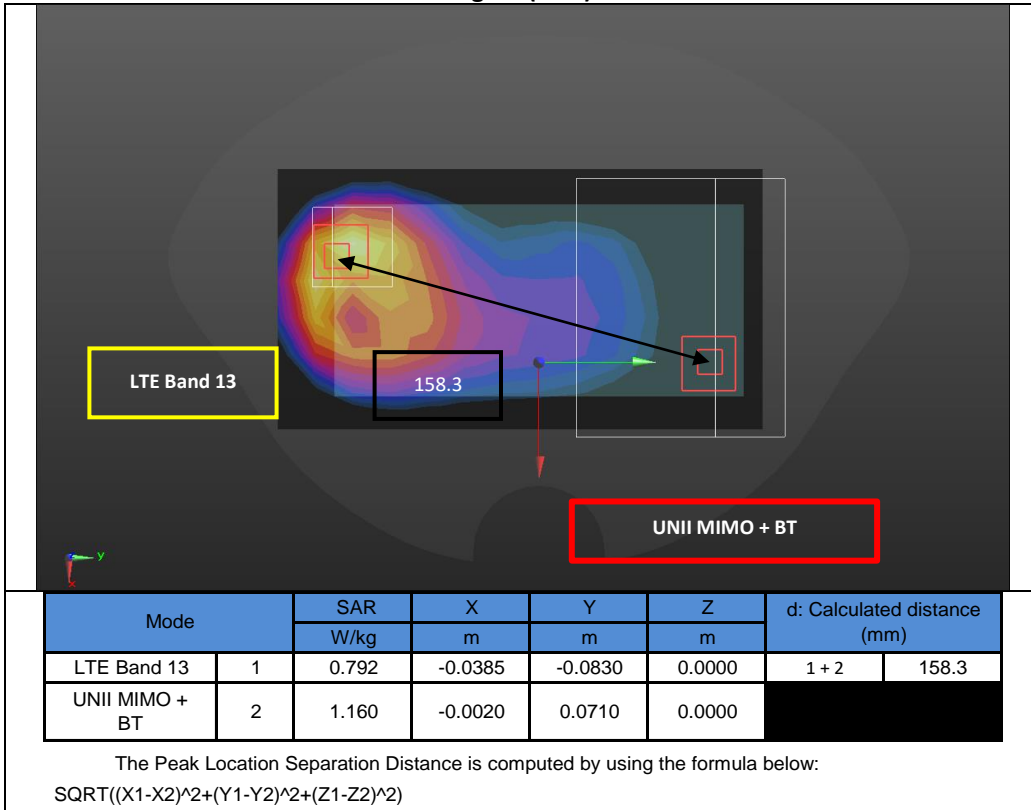 LTE Band 13
158.3
UNII MIMO + BT
Y
X
Mode SAR X Y Z d: Calculated distance (mm)
W/kg m m m
LTE Band 13 1 0.792 -0.0385 -0.0830 0.0000 1 + 2 158.3
UNII MIMO + BT 2 1.160 -0.0020 0.0710 0.0000
The Peak Location Separation Distance is computed by using the formula below:
SQRT((X1-X2)^2+(Y1-Y2)^2+(Z1-Z2)^2)